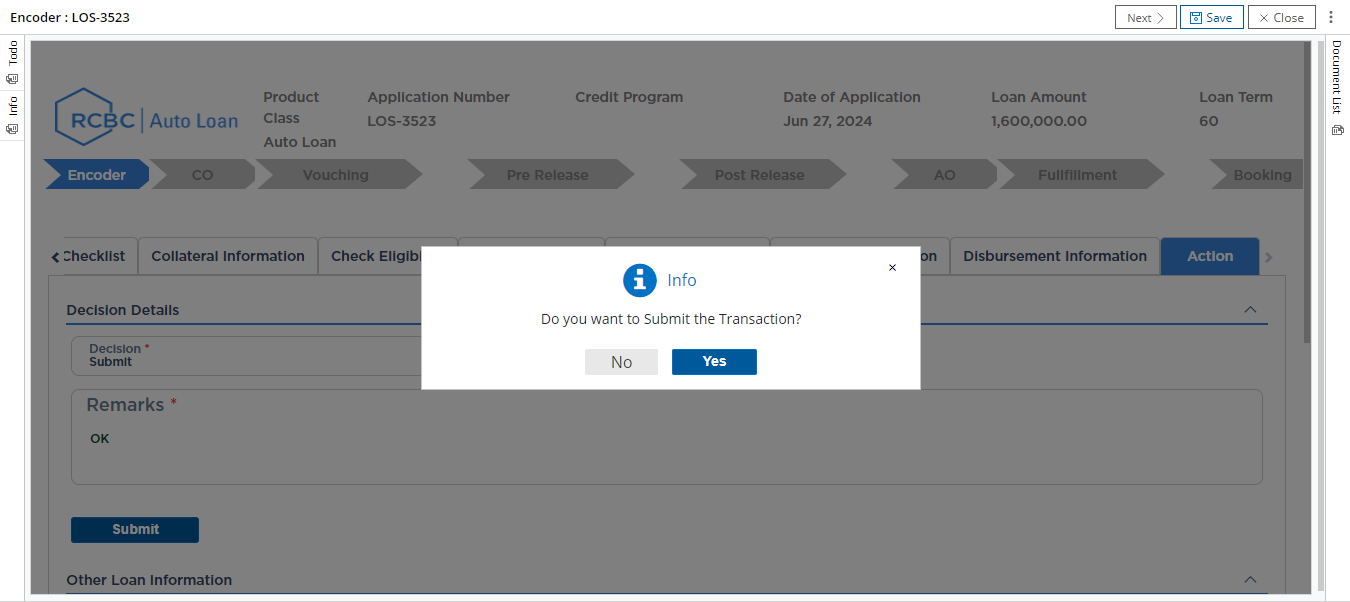 Encoder : LOS-3523
Next
Save
Close
Todo
Info
Document List
RCBC Auto Loan
Product Class
Auto Loan
Application Number
LOS-3523
Credit Program
Date of Application
Jun 27, 2024
Loan Amount
1,600,000.00
Loan Term
60
Encoder
CO
Vouching
Pre Release
Post Release
AO
Fullfillment
Booking
Checklist
Collateral Information
Check Eligib
on
Disbursement Information
Action
Decision Details
Decision *
Submit
Remarks *
OK
Submit
Other Loan Information
Info
Do you want to Submit the Transaction?
No
Yes